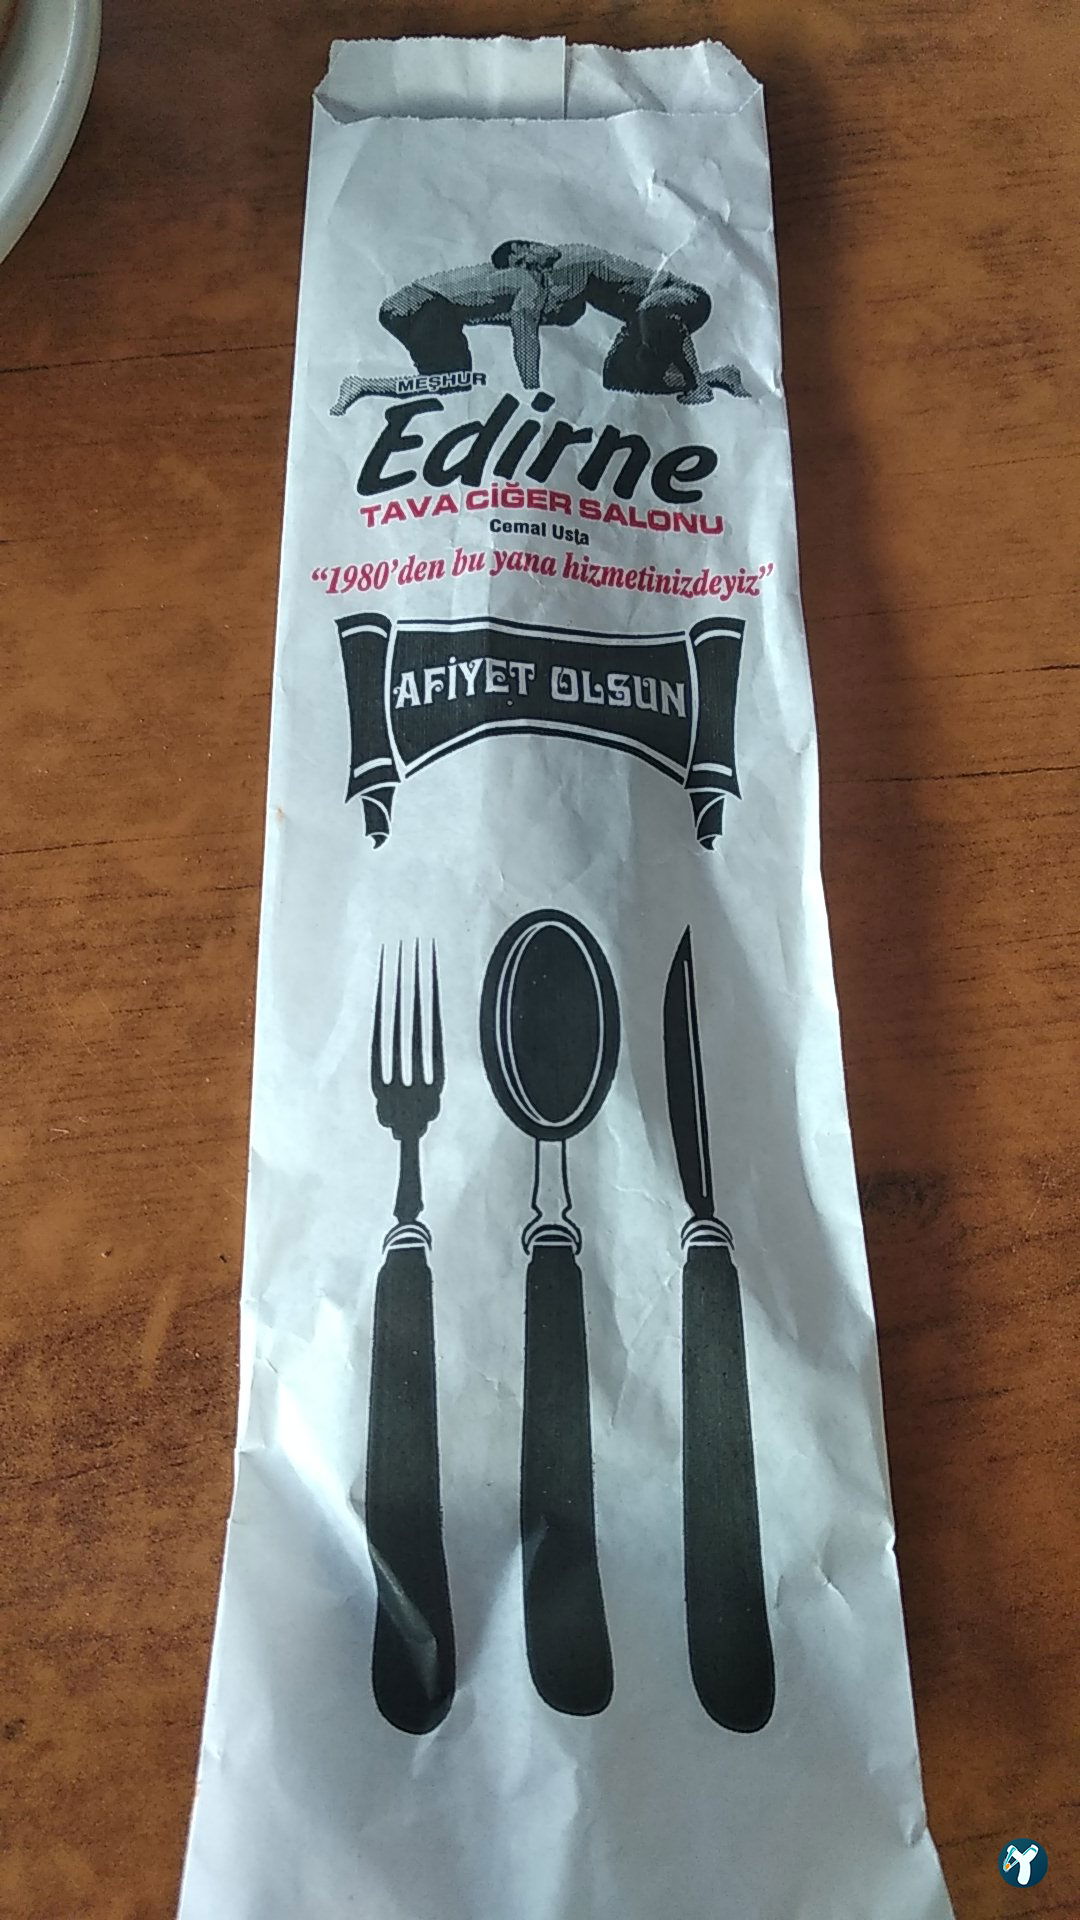 MEŞHUR
Edirne
TAVA CİĞER SALONU
Cemal Usta
“1980’den bu yana hizmetinizdeyiz”
AFİYET OLSUN